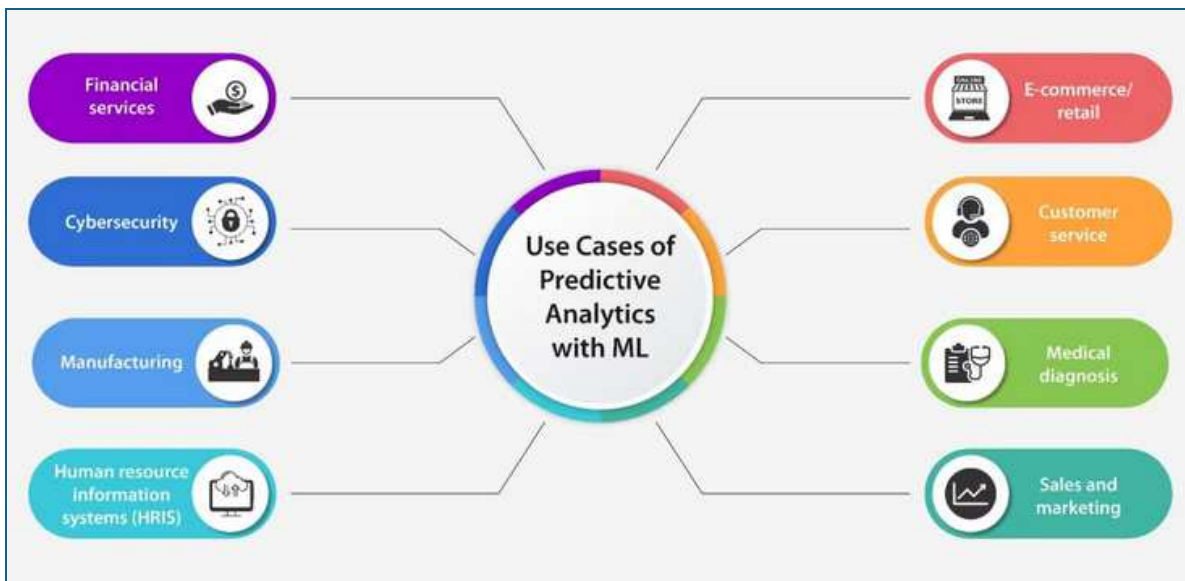 Financial
services
Cybersecurity
Manufacturing
Human resource
information
systems (HRIS)
Use Cases of
Predictive
Analytics
with ML
ONLINE
STORE
E-commerce/
retail
Customer
service
Medical
diagnosis
Sales and
marketing